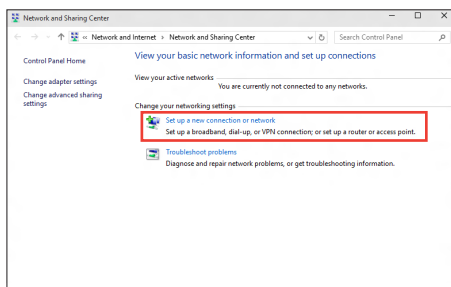 Network and Sharing Center
« Network and Internet › Network and Sharing Center
Search Control Panel
Control Panel Home
Change adapter settings
Change advanced sharing
settings
View your basic network information and set up connections
View your active networks
You are currently not connected to any networks.
Change your networking settings
Set up a new connection or network
Set up a broadband, dial-up, or VPN connection; or set up a router or access point.
Troubleshoot problems
Diagnose and repair network problems, or get troubleshooting information.